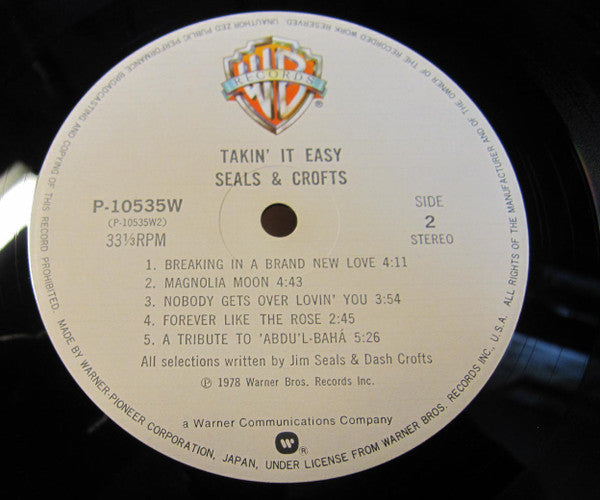 RECORDS
W
B
®
TAKIN' IT EASY
SEALS & CROFTS
P-10535W
(P-10535W2)
33⅓RPM
SIDE
2
STEREO
1. BREAKING IN A BRAND NEW LOVE 4:11
2. MAGNOLIA MOON 4:43
3. NOBODY GETS OVER LOVIN' YOU 3:54
4. FOREVER LIKE THE ROSE 2:45
5. A TRIBUTE TO 'ABDU'L-BAHÁ 5:26
All selections written by Jim Seals & Dash Crofts
Ⓟ 1978 Warner Bros. Records Inc.
a Warner Communications Company
®
MADE BY WARNER-PIONEER CORPORATION, JAPAN, UNDER LICENSE FROM WARNER BROS. RECORDS INC., U.S.A. ALL RIGHTS OF THE MANUFACTURER AND OF THE OWNER OF THE RECORDED WORK RESERVED. UNAUTHORIZED PUBLIC PERFORMANCE BROADCASTING AND COPYING OF THIS RECORD PROHIBITED.